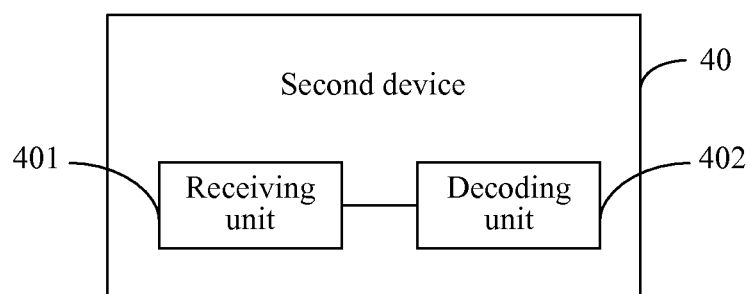 40
Second device
401
402
Receiving
unit
Decoding
unit